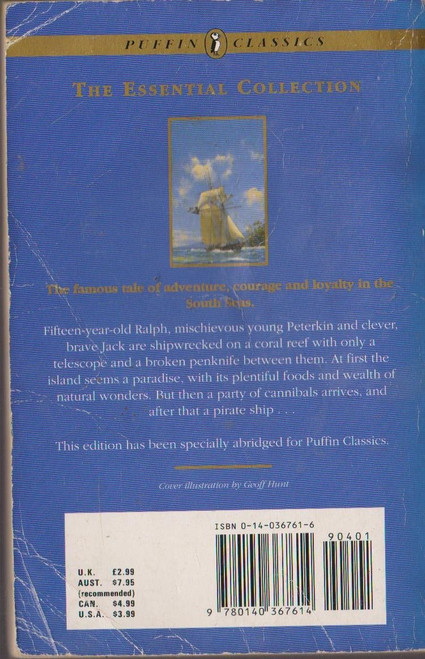 PUFFIN CLASSICS
THE ESSENTIAL COLLECTION
The famous tale of adventure, courage and loyalty in the
South Seas.
Fifteen-year-old Ralph, mischievous young Peterkin and clever,
brave Jack are shipwrecked on a coral reef with only a
telescope and a broken penknife between them. At first the
island seems a paradise, with its plentiful foods and wealth of
natural wonders. But then a party of cannibals arrives, and
after that a pirate ship . . .
This edition has been specially abridged for Puffin Classics.
Cover illustration by Geoff Hunt
ISBN 0-14-036761-6
90401
U.K. £2.99
AUST. $7.95
(recommended)
CAN. $4.99
U.S.A. $3.99
9 780140 367614